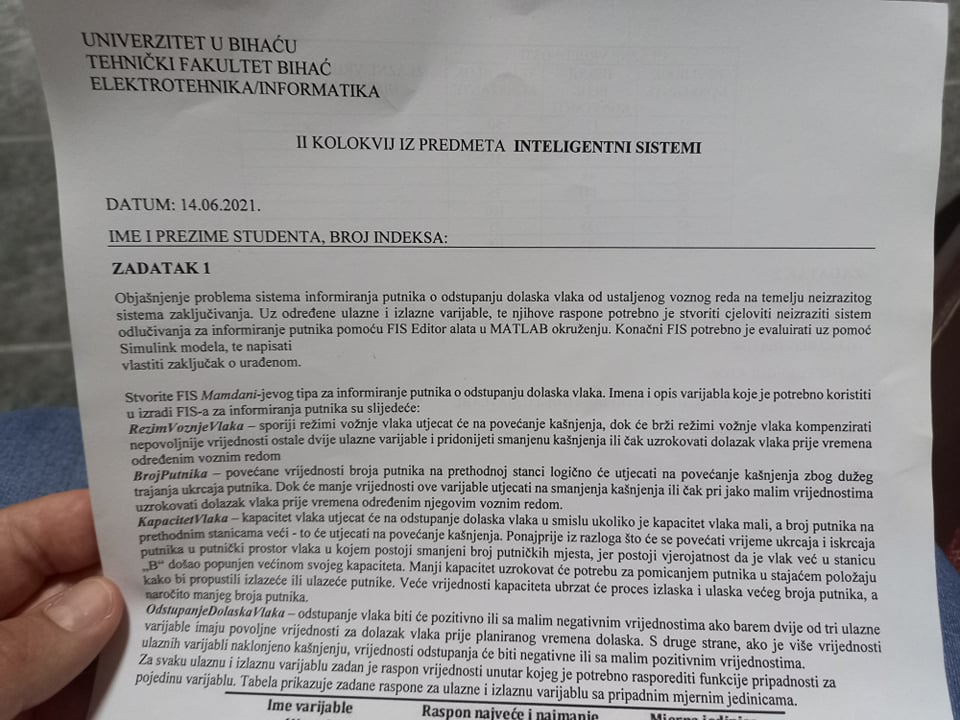 UNIVERZITET U BIHAĆU
TEHNIČKI FAKULTET BIHAĆ
ELEKTROTEHNIKA/INFORMATIKA
II KOLOKVIJ IZ PREDMETA INTELIGENTNI SISTEMI
DATUM: 14.06.2021.
IME I PREZIME STUDENTA, BROJ INDEKSA:
ZADATAK 1
Objašnjenje problema sistema informiranja putnika o odstupanju dolaska vlaka od ustaljenog voznog reda na temelju neizrazitog
sistema zaključivanja. Uz određene ulazne i izlazne varijable, te njihove raspone potrebno je stvoriti cjeloviti neizraziti sistem
odlučivanja za informiranje putnika pomoću FIS Editor alata u MATLAB okruženju. Konačni FIS potrebno je evaluirati uz pomoć
Simulink modela, te napisati
vlastiti zaključak o urađenom.
Stvorite FIS Mamdani-jevog tipa za informiranje putnika o odstupanju dolaska vlaka. Imena i opis varijabla koje je potrebno koristiti
u izradi FIS-a za informiranje putnika su slijedeće:
RezimVoznjeVlaka – sporiji režimi vožnje vlaka utjecat će na povećanje kašnjenja, dok će brži režimi vožnje vlaka kompenzirati
nepovoljnije vrijednosti ostale dvije ulazne varijable i pridonijeti smanjenju kašnjenja ili čak uzrokovati dolazak vlaka prije vremena
određenim voznim redom
BrojPutnika – povećane vrijednosti broja putnika na prethodnoj stanci logično će utjecati na povećanje kašnjenja zbog dužeg
trajanja ukrcaja putnika. Dok će manje vrijednosti ove varijable utjecati na smanjenja kašnjenja ili čak pri jako malim vrijednostima
uzrokovati dolazak vlaka prije vremena određenim njegovim voznim redom.
KapacitetVlaka – kapacitet vlaka utjecat će na odstupanje dolaska vlaka u smislu ukoliko je kapacitet vlaka mali, a broj putnika na
prethodnim stanicama veći - to će utjecati na povećanje kašnjenja. Ponajprije iz razloga što će se povećati vrijeme ukrcaja i iskrcaja
putnika u putnički prostor vlaka u kojem postoji smanjeni broj putničkih mjesta, jer postoji vjerojatnost da je vlak već u stanicu
„B“ došao popunjen većinom svojeg kapaciteta. Manji kapacitet uzrokovat će potrebu za pomicanjem putnika u stajaćem položaju
kako bi propustili izlazeće ili ulazeće putnike. Veće vrijednosti kapaciteta ubrzat će proces izlaska i ulaska većeg broja putnika, a
naročito manjeg broja putnika.
OdstupanjeDolaskaVlaka – odstupanje vlaka biti će pozitivno ili sa malim negativnim vrijednostima ako barem dvije od tri ulazne
varijable imaju povoljne vrijednosti za dolazak vlaka prije planiranog vremena dolaska. S druge strane, ako je više vrijednosti
ulaznih varijabli naklonjeno kašnjenju, vrijednosti odstupanja će biti negativne ili sa malim pozitivnim vrijednostima.
Za svaku ulaznu i izlaznu varijablu zadan je raspon vrijednosti unutar kojeg je potrebno rasporediti funkcije pripadnosti za
pojedinu varijablu. Tabela prikazuje zadane raspone za ulazne i izlaznu varijablu sa pripadnim mjernim jedinicama.
Ime varijable Raspon najveće i najmanje